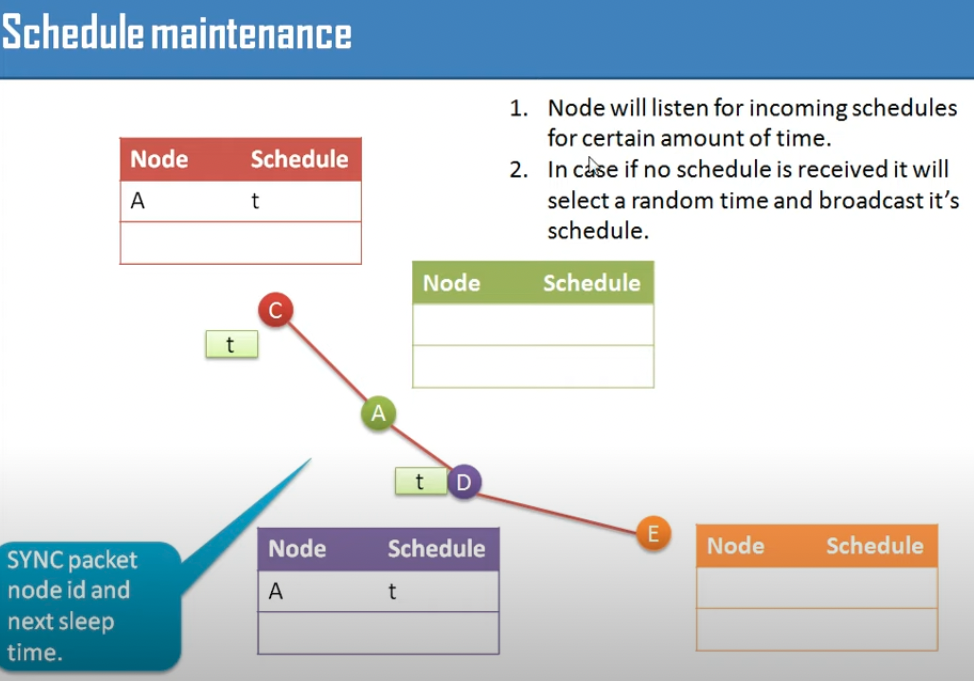 Schedule maintenance
1. Node will listen for incoming schedules
for certain amount of time.
2. In case if no schedule is received it will
select a random time and broadcast it's
schedule.
Node Schedule
A t
Node Schedule
C
t
A
t
D
E
Node Schedule
A t
Node Schedule
SYNC packet
node id and
next sleep
time.